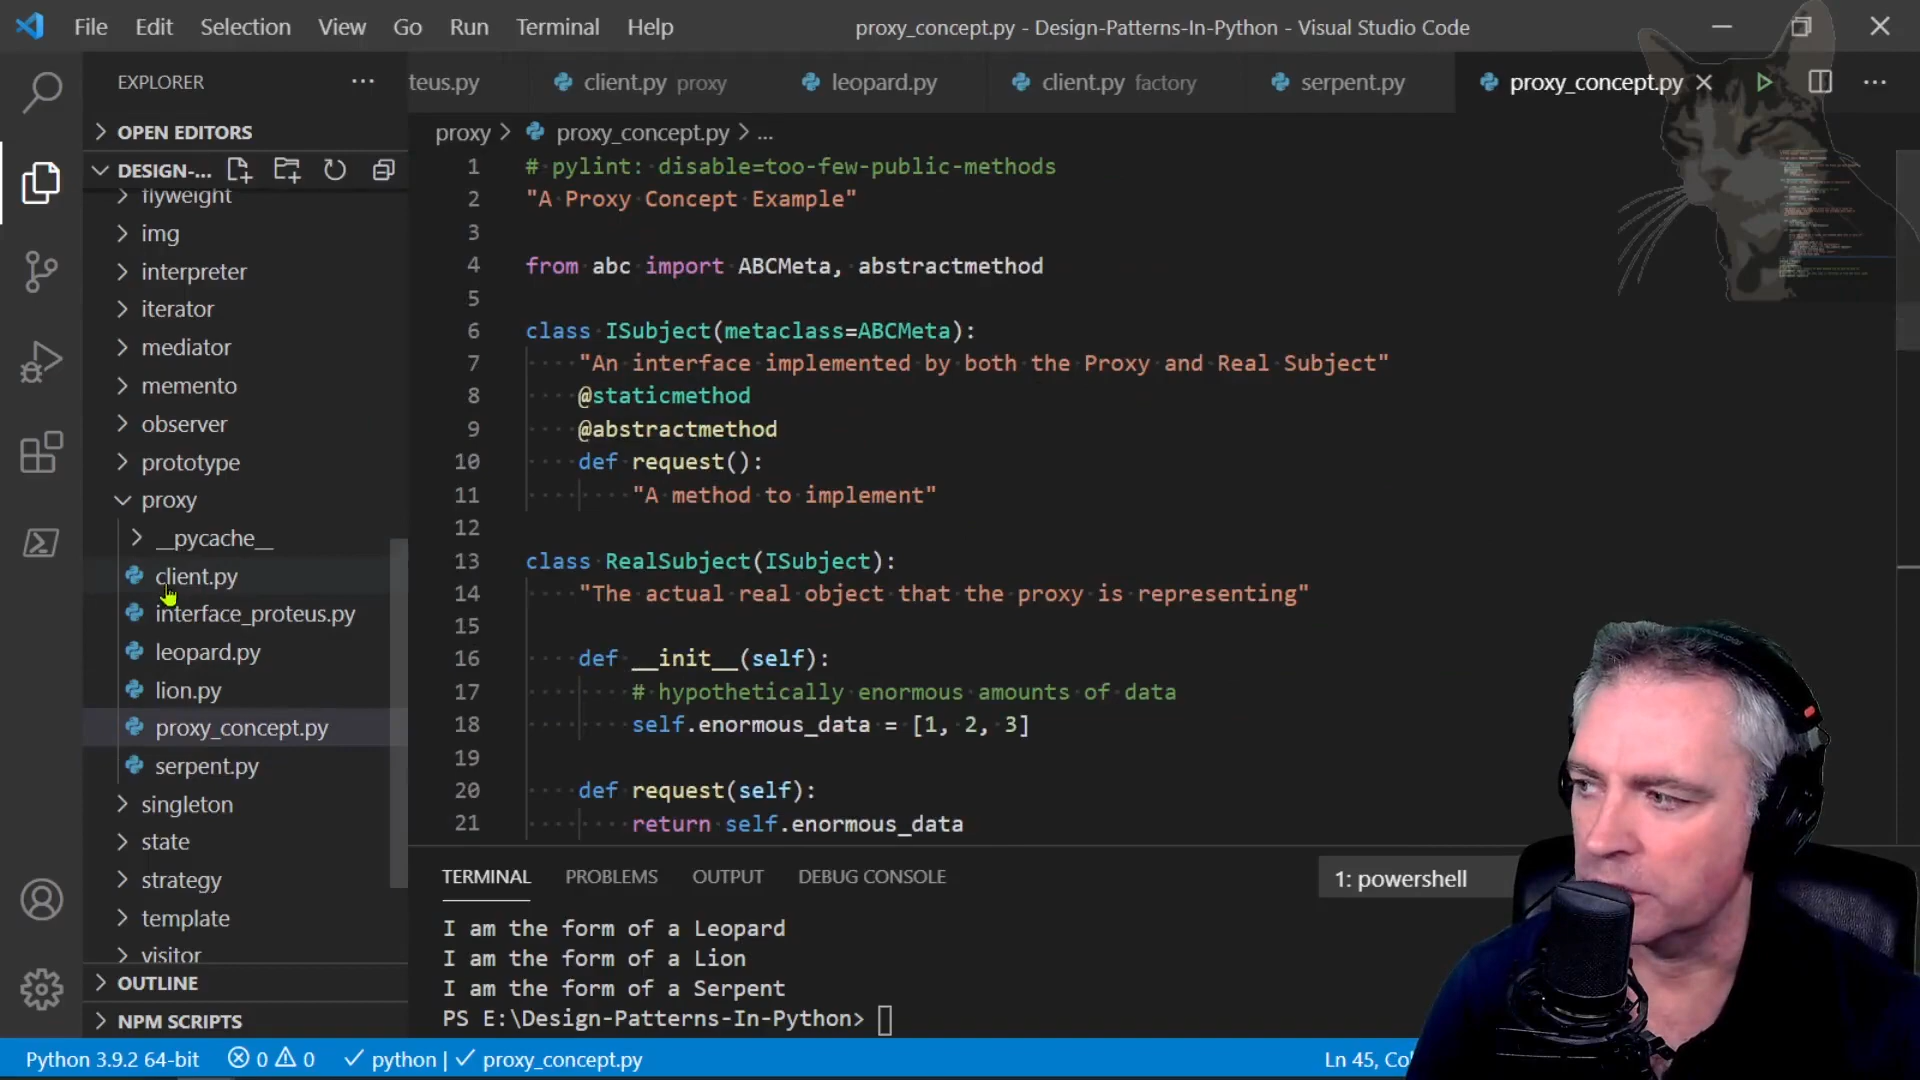 File Edit Selection View Go Run Terminal Help
proxy_concept.py - Design-Patterns-In-Python - Visual Studio Code
EXPLORER
OPEN EDITORS
DESIGN-...
flyweight
img
interpreter
iterator
mediator
memento
observer
prototype
proxy
__pycache__
client.py
interface_proteus.py
leopard.py
lion.py
proxy_concept.py
serpent.py
singleton
state
strategy
template
visitor
OUTLINE
NPM SCRIPTS
teus.py client.py proxy leopard.py client.py factory serpent.py proxy_concept.py
proxy > proxy_concept.py > ...
1 # pylint: disable=too-few-public-methods
2 "A Proxy Concept Example"
3
4 from abc import ABCMeta, abstractmethod
5
6 class ISubject(metaclass=ABCMeta):
7 "An interface implemented by both the Proxy and Real Subject"
8 @staticmethod
9 @abstractmethod
10 def request():
11 "A method to implement"
12
13 class RealSubject(ISubject):
14 "The actual real object that the proxy is representing"
15
16 def __init__(self):
17 # hypothetically enormous amounts of data
18 self.enormous_data = [1, 2, 3]
19
20 def request(self):
21 return self.enormous_data
TERMINAL PROBLEMS OUTPUT DEBUG CONSOLE
1: powershell
I am the form of a Leopard
I am the form of a Lion
I am the form of a Serpent
PS E:\Design-Patterns-In-Python>
Python 3.9.2 64-bit 0 0 python | proxy_concept.py
Ln 45,